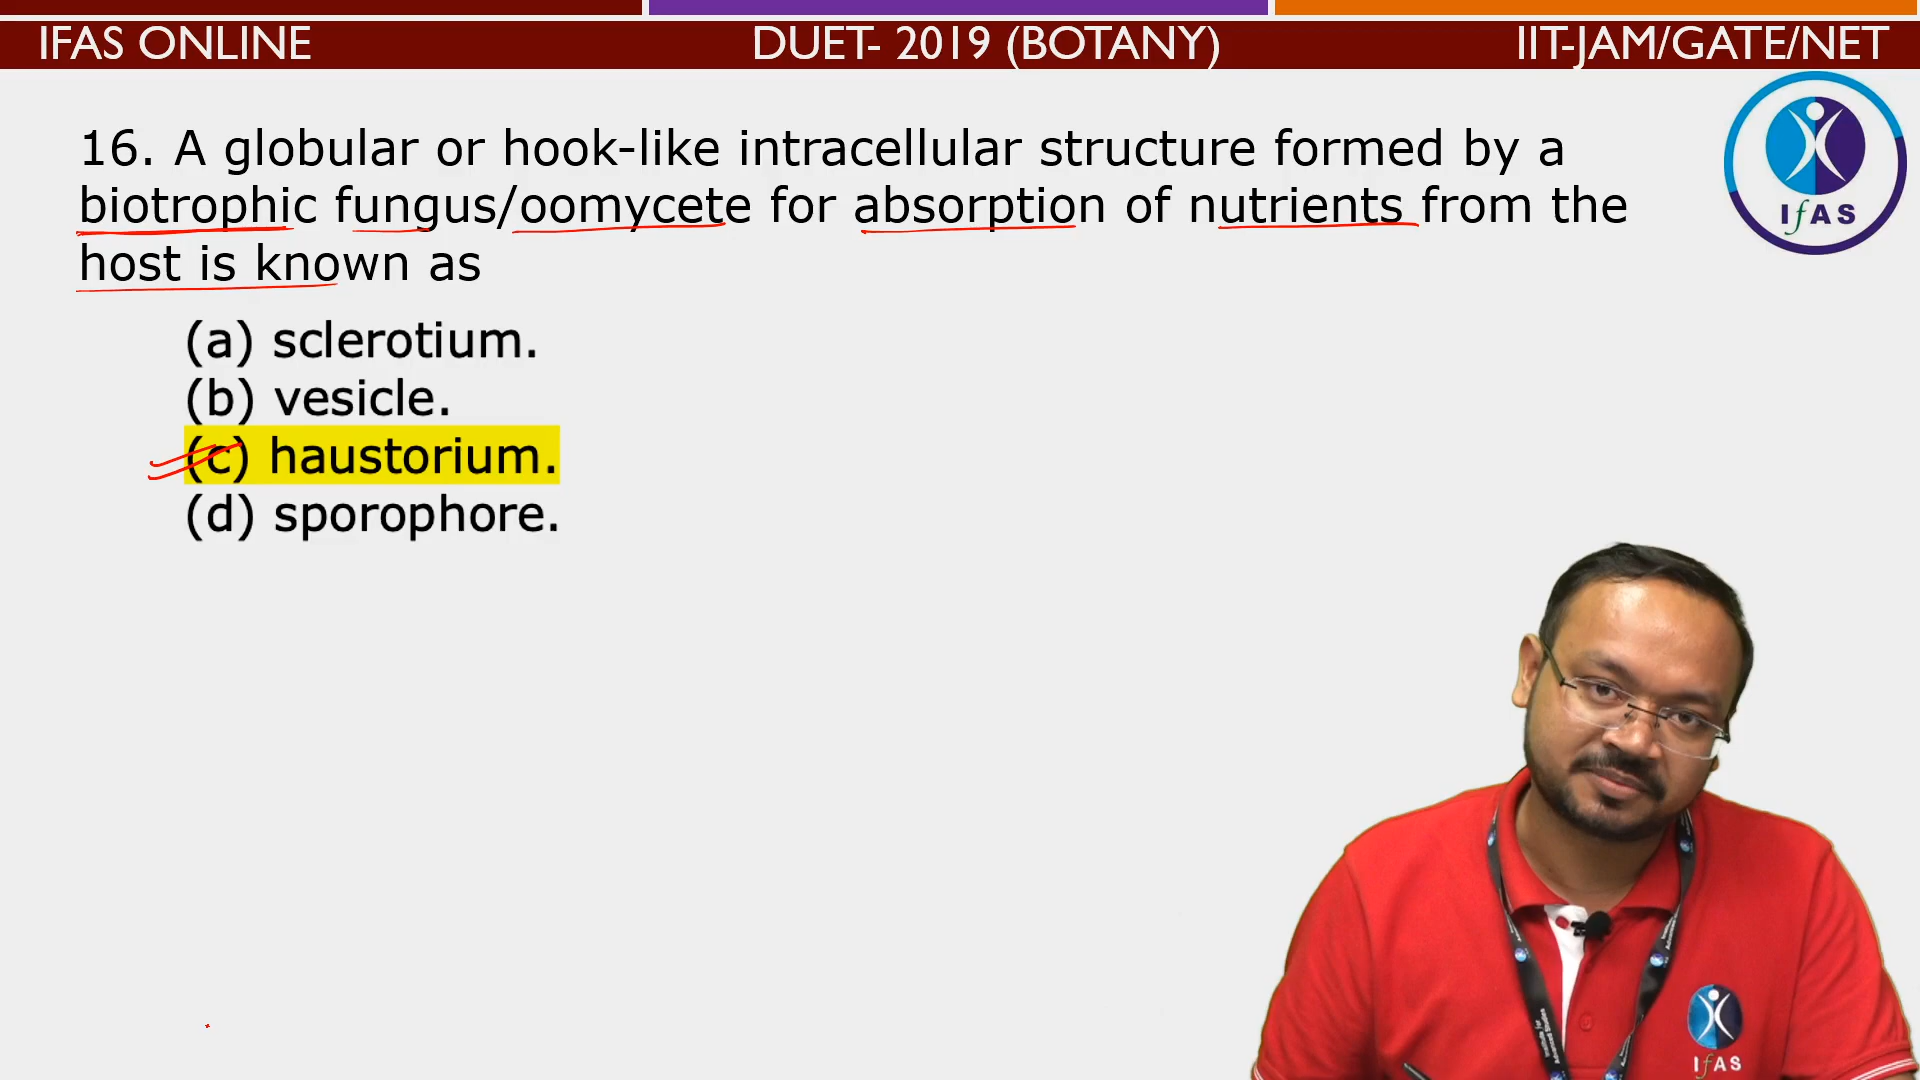 IFAS ONLINE
DUET- 2019 (BOTANY)
IIT-JAM/GATE/NET
16. A globular or hook-like intracellular structure formed by a
biotrophic fungus/oomycete for absorption of nutrients from the
host is known as
(a) sclerotium.
(b) vesicle.
(c) haustorium.
(d) sporophore.
IfAS
IfAS